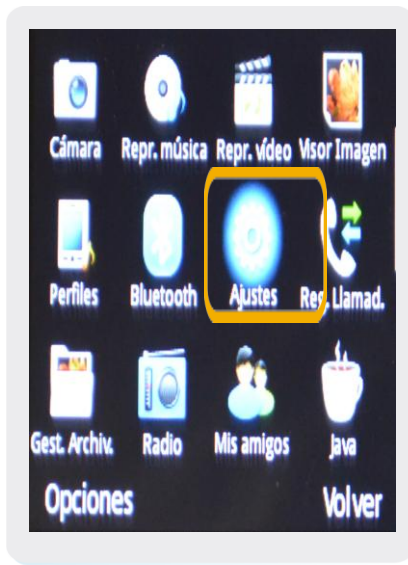 Cámara Repr. música Repr. vídeo Visor Imagen
Perfiles Bluetooth Ajustes Reg. Llamad.
Gest. Archiv. Radio Mis amigos Java
Opciones Volver